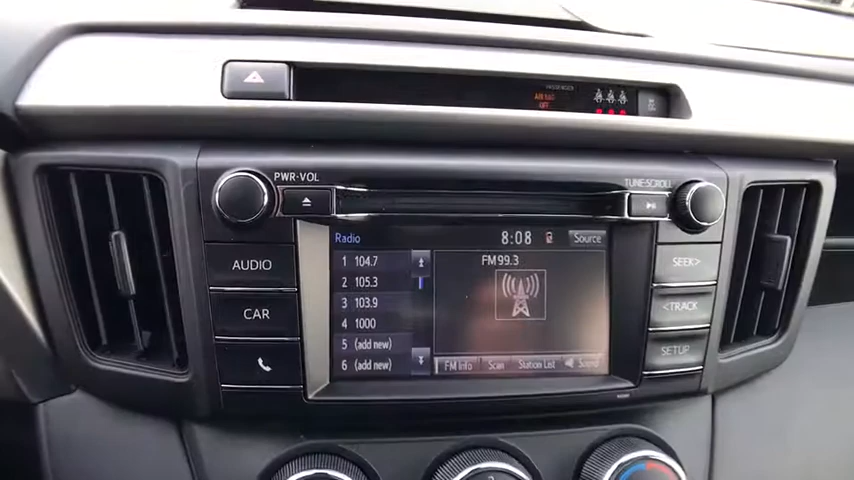 PASSENGER
AIR BAG
OFF
PWR•VOL
TUNE•SCROLL
Radio
8:08
Source
1 104.7
2 105.3
3 103.9
4 1000
5 (add new)
6 (add new)
FM 99.3
FM Info
Scan
Station List
Sound
AUDIO
CAR
SEEK>
<TRACK
SETUP